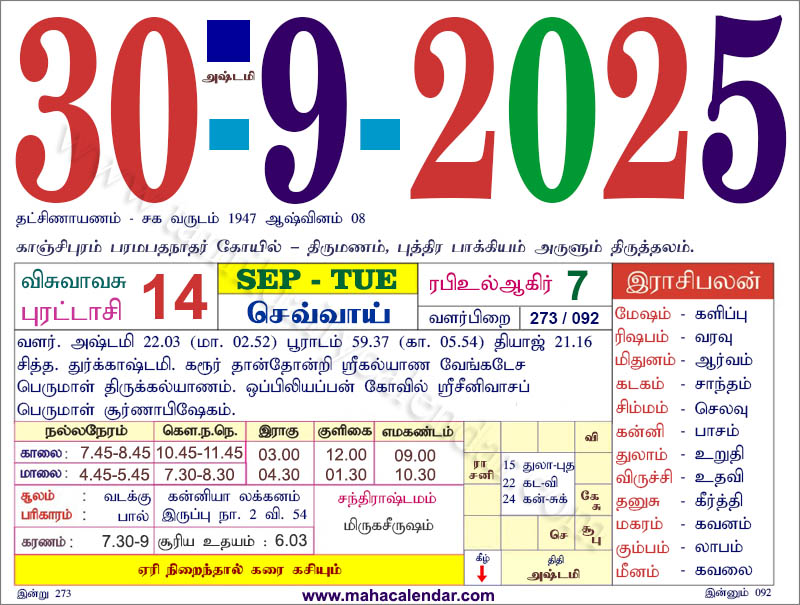 30-9-2025
அஷ்டமி
தட்சிணாயணம் - சக வருடம் 1947 ஆஷ்வினம் 08
காஞ்சிபுரம் பரமபதநாதர் கோயில் – திருமணம், புத்திர பாக்கியம் அருளும் திருத்தலம்.
விசுவாவசு
புரட்டாசி 14
SEP - TUE
செவ்வாய்
ரபிஉல்ஆகிர் 7
வளர்பிறை 273 / 092
வளர். அஷ்டமி 22.03 (மா. 02.52) பூராடம் 59.37 (கா. 05.54) தியாஜ் 21.16
சித்த. துர்க்காஷ்டமி. கரூர் தான்தோன்றி ஸ்ரீகல்யாண வேங்கடேச
பெருமாள் திருக்கல்யாணம். ஒப்பிலியப்பன் கோவில் ஸ்ரீசீனிவாசப்
பெருமாள் சூர்ணாபிஷேகம்.
நல்லநேரம் கௌ.ந.நெ. இராகு குளிகை எமகண்டம்
காலை: 7.45-8.45 10.45-11.45 03.00 12.00 09.00
மாலை: 4.45-5.45 7.30-8.30 04.30 01.30 10.30
சூலம் : வடக்கு
பரிகாரம் : பால்
கன்னியா லக்கனம்
இருப்பு நா. 2 வி. 54
சந்திராஷ்டமம்
மிருகசீருஷம்
கரணம்: 7.30-9 சூரிய உதயம் : 6.03
ஏரி நிறைந்தால் கரை கசியும்
வி
ரா
சனி
15 துலா-புத
22 கட-வி
24 கன்-சுக்
கே
சு
செ
சூ
பு
கீழ்
திதி
அஷ்டமி
இராசிபலன்
மேஷம் - களிப்பு
ரிஷபம் - வரவு
மிதுனம் - ஆர்வம்
கடகம் - சாந்தம்
சிம்மம் - செலவு
கன்னி - பாசம்
துலாம் - உறுதி
விருச்சி - உதவி
தனுசு - கீர்த்தி
மகரம் - கவனம்
கும்பம் - லாபம்
மீனம் - கவலை
இன்று 273
www.mahacalendar.com
இன்னும் 092
www.tamildailycalendar.com